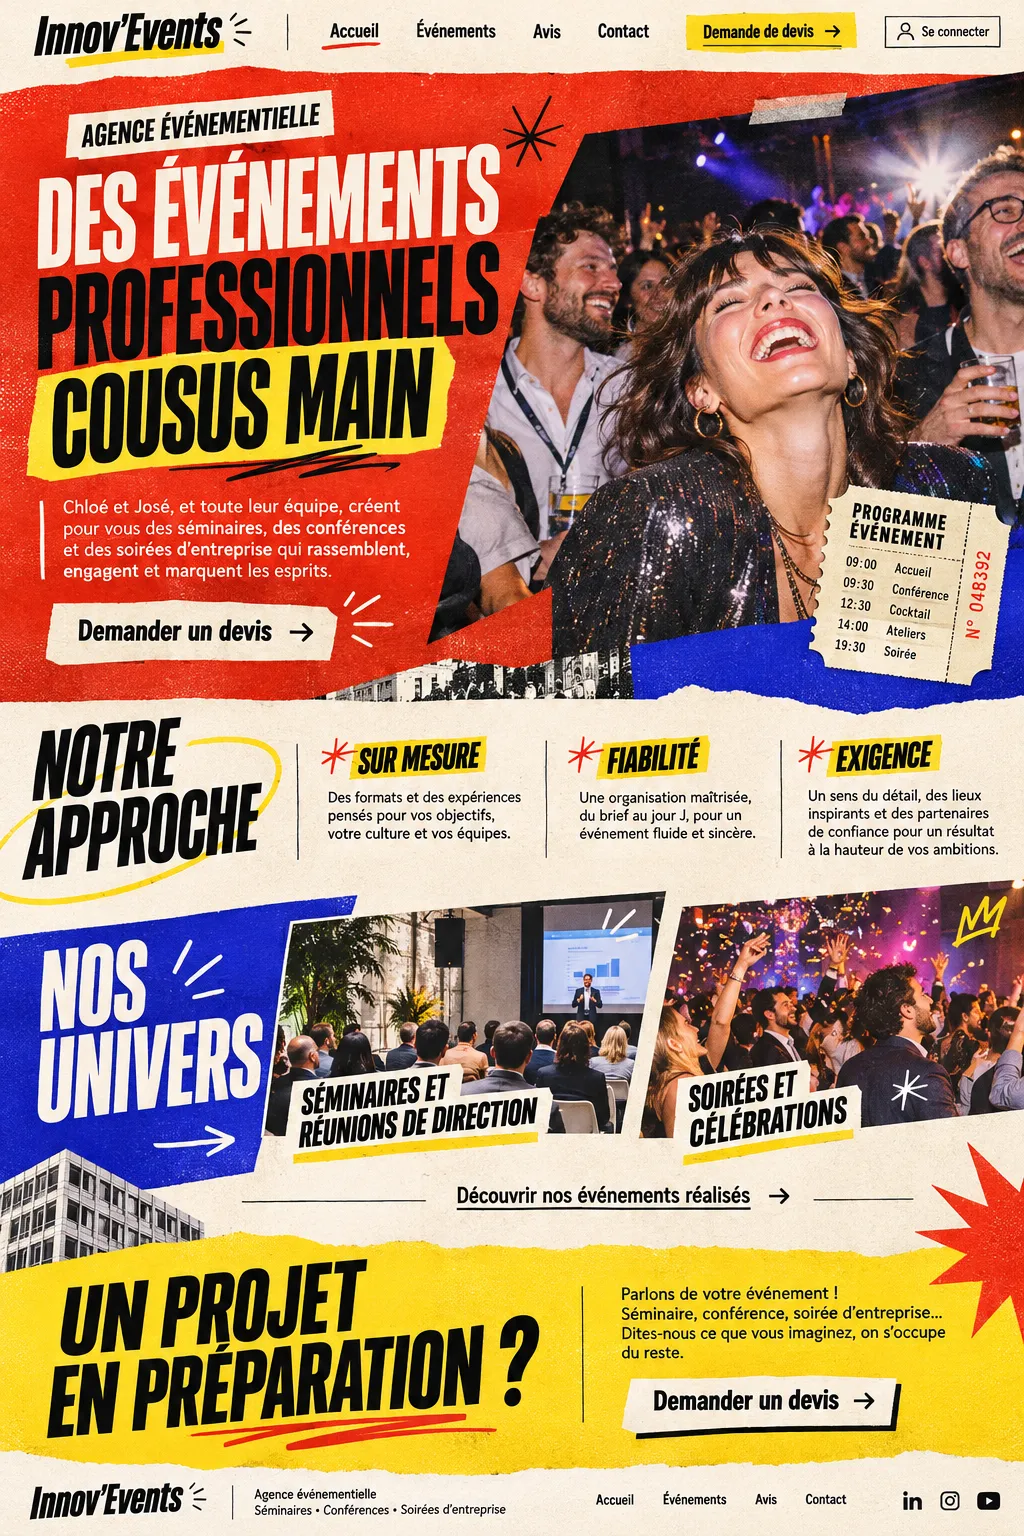 Innov'Events
Accueil
Événements
Avis
Contact
Demande de devis →
Se connecter
AGENCE ÉVÉNEMENTIELLE
DES ÉVÉNEMENTS
PROFESSIONNELS
COUSUS MAIN
Chloé et José, et toute leur équipe, créent
pour vous des séminaires, des conférences
et des soirées d'entreprise qui rassemblent,
engagent et marquent les esprits.
Demander un devis →
PROGRAMME
ÉVÉNEMENT
09:00 Accueil
09:30 Conférence
12:30 Cocktail
14:00 Ateliers
19:30 Soirée
N° 048392
NOTRE
APPROCHE
SUR MESURE
Des formats et des expériences
pensés pour vos objectifs,
votre culture et vos équipes.
FIABILITÉ
Une organisation maîtrisée,
du brief au jour J, pour un
événement fluide et sincère.
EXIGENCE
Un sens du détail, des lieux
inspirants et des partenaires
de confiance pour un résultat
à la hauteur de vos ambitions.
NOS
UNIVERS
SÉMINAIRES ET
RÉUNIONS DE DIRECTION
SOIRÉES ET
CÉLÉBRATIONS
Découvrir nos événements réalisés →
UN PROJET
EN PRÉPARATION ?
Parlons de votre événement !
Séminaire, conférence, soirée d'entreprise...
Dites-nous ce que vous imaginez, on s'occupe
du reste.
Demander un devis →
Innov'Events
Agence événementielle
Séminaires • Conférences • Soirées d'entreprise
Accueil
Événements
Avis
Contact
in